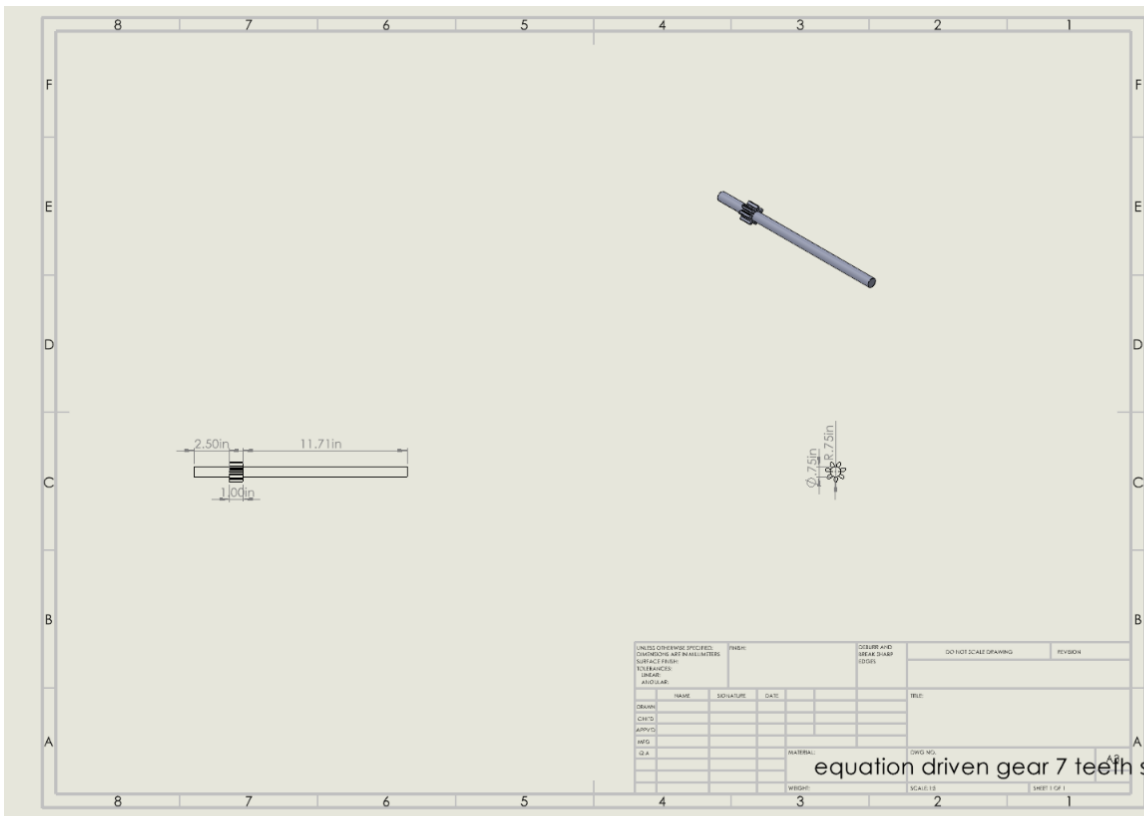 8 7 6 5 4 3 2 1
F F
E E
D D
C C
B B
A A
2.50in
11.71in
1.00in
Ø.75in
R.75in
UNLESS OTHERWISE SPECIFIED:
DIMENSIONS ARE IN MILLIMETERS
SURFACE FINISH:
TOLERANCES:
LINEAR:
ANGULAR:
FINISH:
DEBURR AND
BREAK SHARP
EDGES
DO NOT SCALE DRAWING
REVISION
NAME
SIGNATURE
DATE
TITLE:
DRAWN
CHK'D
APPV'D
MFG
Q.A
MATERIAL:
DWG NO.
A3
equation driven gear 7 teeth s
WEIGHT:
SHEET 1 OF 1
8 7 6 5 4 3 2 1